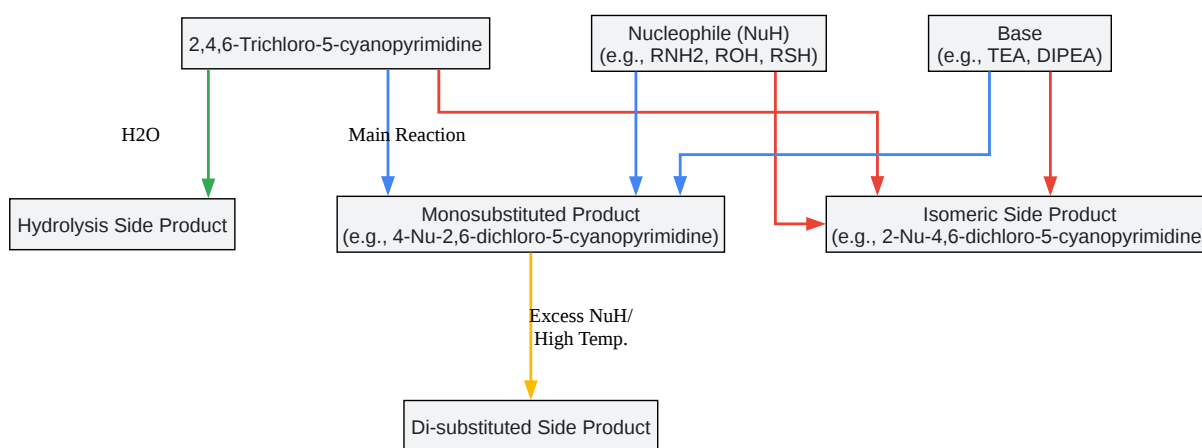 2,4,6-Trichloro-5-cyanopyrimidine
Nucleophile (NuH)
(e.g., RNH2, ROH, RSH)
Base
(e.g., TEA, DIPEA)
H2O
Main Reaction
Hydrolysis Side Product
Monosubstituted Product
(e.g., 4-Nu-2,6-dichloro-5-cyanopyrimidine)
Isomeric Side Product
(e.g., 2-Nu-4,6-dichloro-5-cyanopyrimidine
Excess NuH/
High Temp.
Di-substituted Side Product